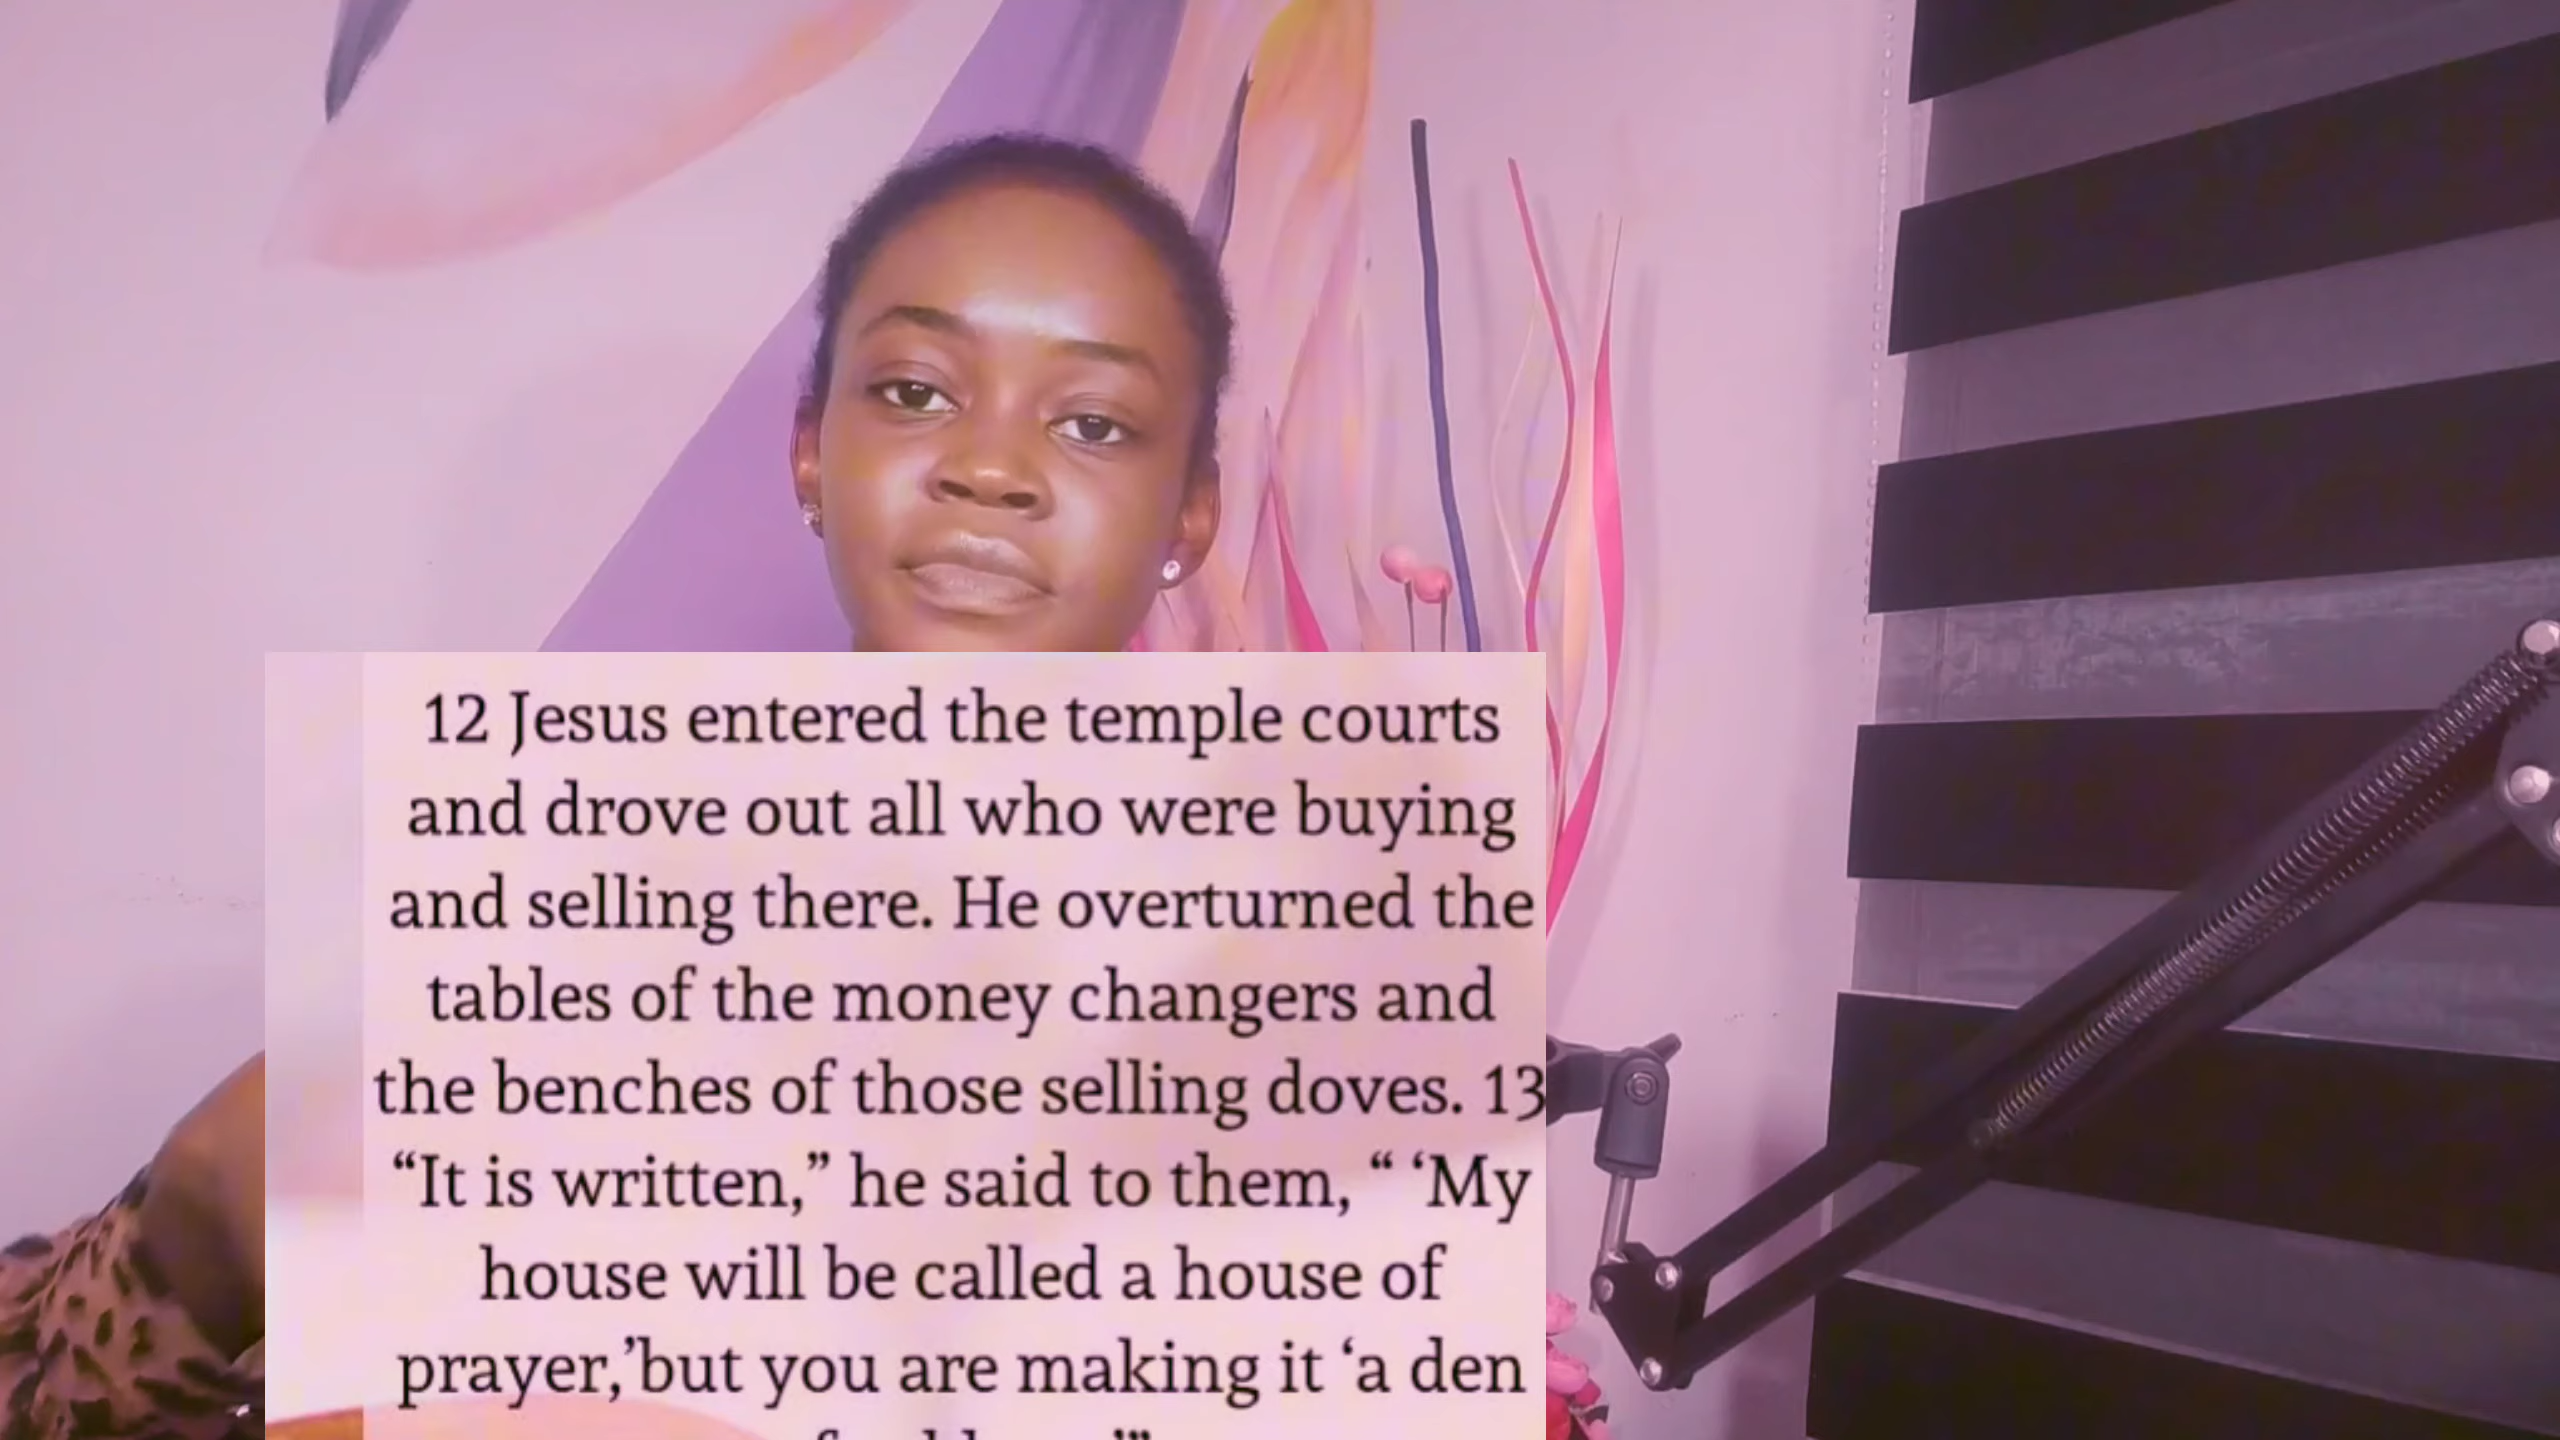 12 Jesus entered the temple courts
and drove out all who were buying
and selling there. He overturned the
tables of the money changers and
the benches of those selling doves. 13
“It is written,” he said to them, “ ‘My
house will be called a house of
prayer,’but you are making it ‘a den